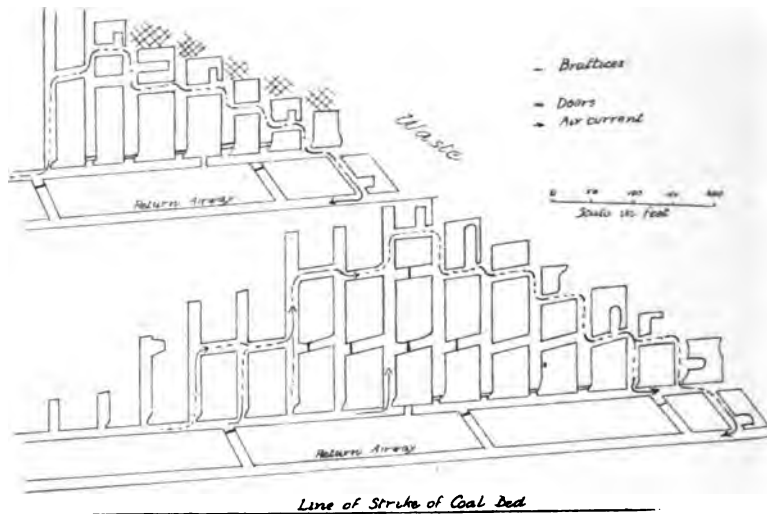 Brattices
Doors
Air current
Waste
Return Airway
Scale in feet
Return Airway
Line of Strike of Coal Bed